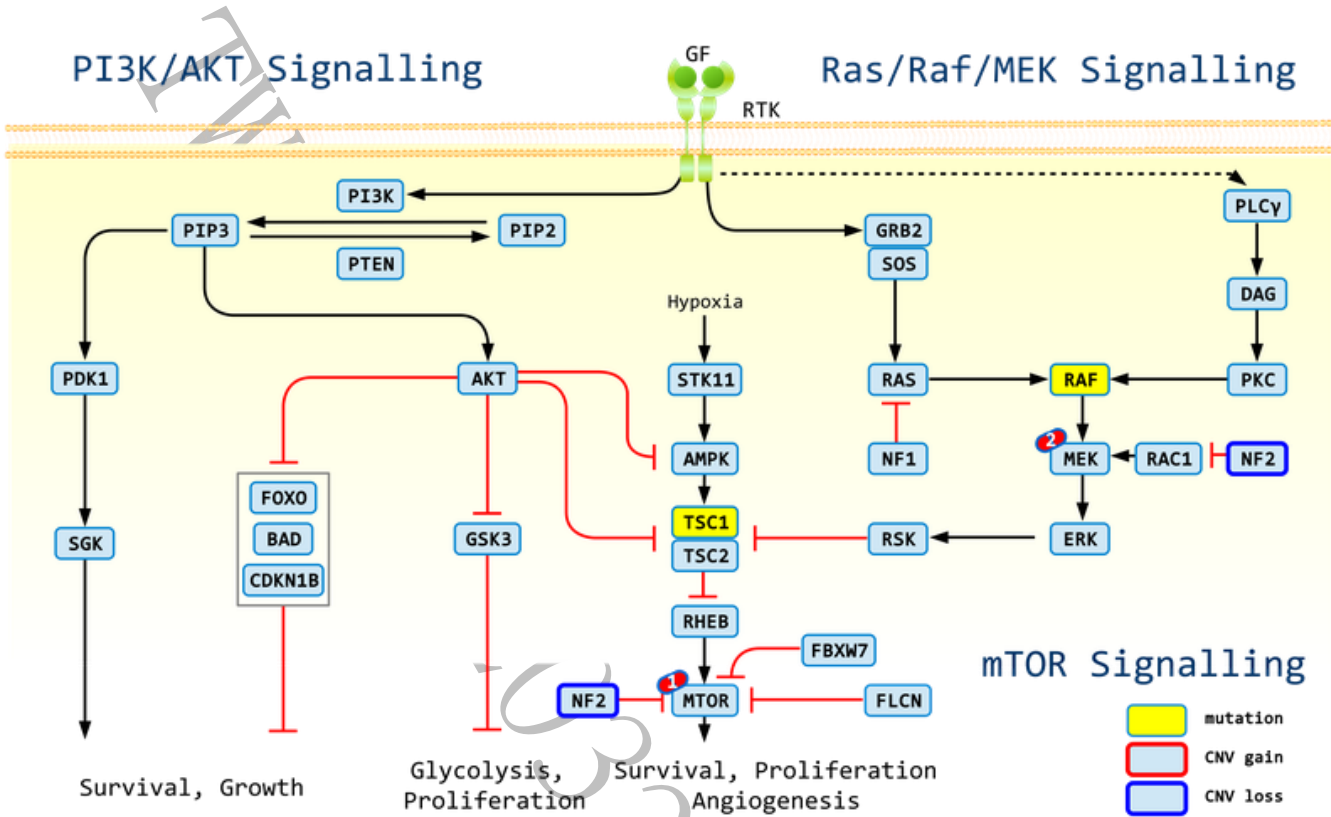 PI3K/AKT Signalling
GF
Ras/Raf/MEK Signalling
RTK
PI3K
PLCγ
PIP3
PIP2
GRB2
PTEN
SOS
DAG
Hypoxia
PDK1
AKT
STK11
RAS
RAF
PKC
2
AMPK
NF1
MEK
RAC1
NF2
FOXO
TSC1
BAD
GSK3
RSK
ERK
SGK
TSC2
CDKN1B
RHEB
FBXW7
mTOR Signalling
1
NF2
MTOR
FLCN
mutation
CNV gain
CNV loss
Survival, Growth
Glycolysis,
Proliferation
Survival, Proliferation
Angiogenesis